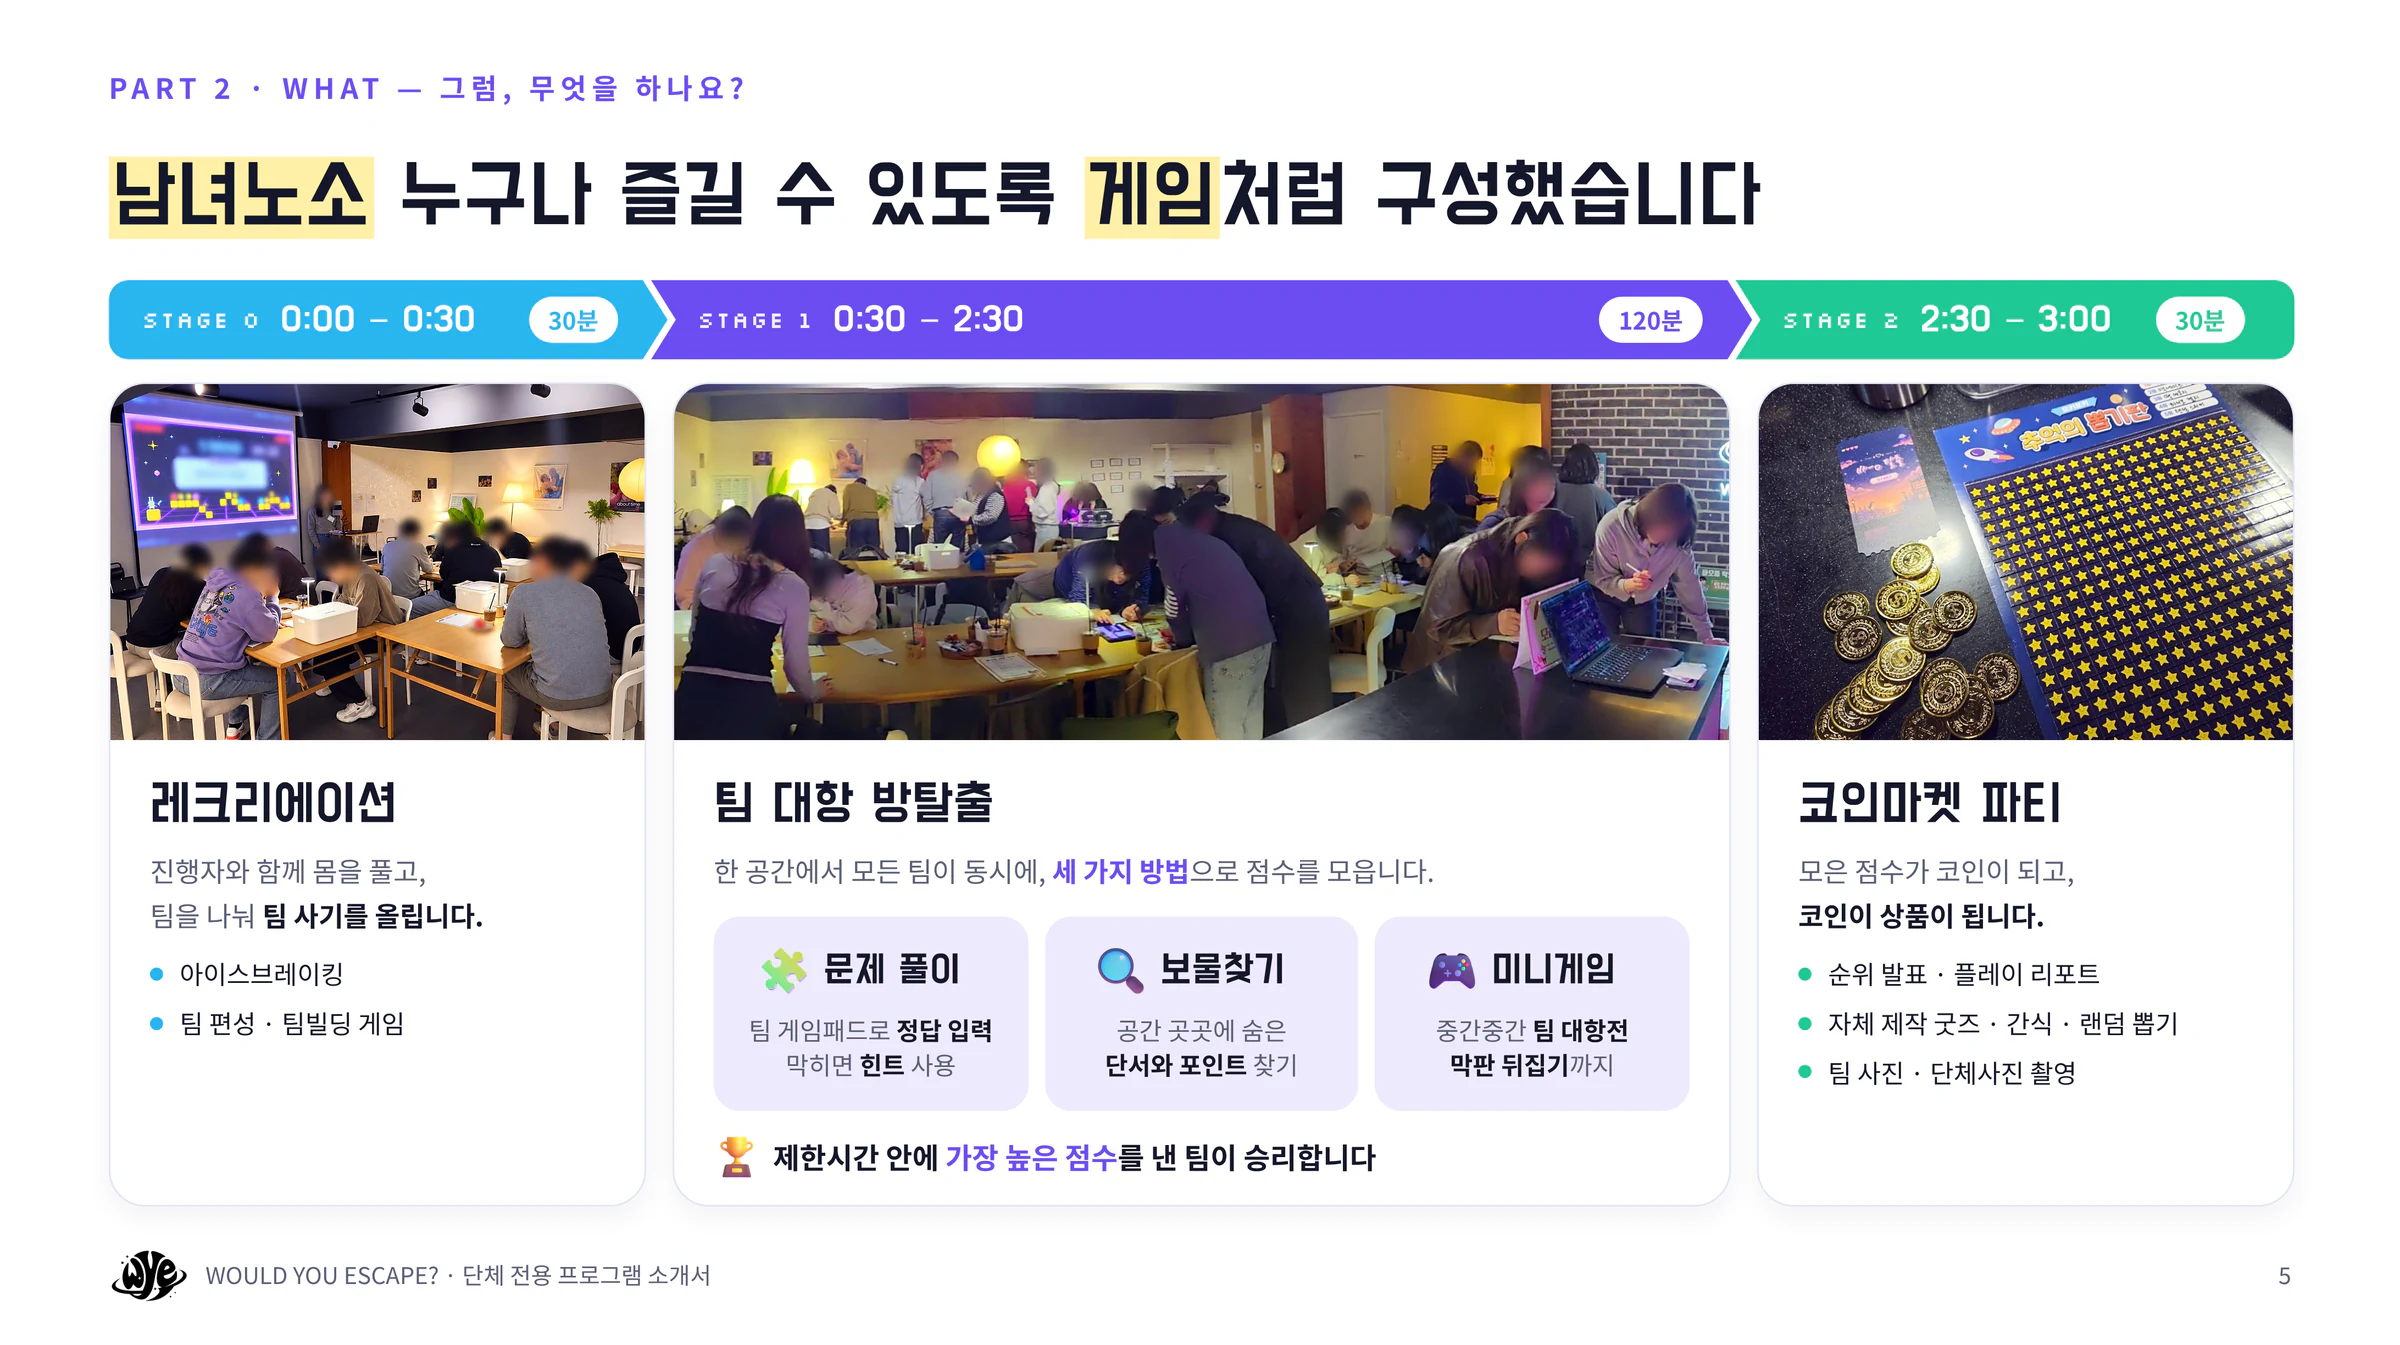 PART 2 · WHAT — 그럼, 무엇을 하나요?
남녀노소 누구나 즐길 수 있도록 게임처럼 구성했습니다
STAGE 0 0:00 – 0:30 30분
STAGE 1 0:30 – 2:30 120분
STAGE 2 2:30 – 3:00 30분
추억의 뽑기판
레크리에이션
진행자와 함께 몸을 풀고,
팀을 나눠 팀 사기를 올립니다.
아이스브레이킹
팀 편성 · 팀빌딩 게임
팀 대항 방탈출
한 공간에서 모든 팀이 동시에, 세 가지 방법으로 점수를 모읍니다.
문제 풀이
팀 게임패드로 정답 입력
막히면 힌트 사용
보물찾기
공간 곳곳에 숨은
단서와 포인트 찾기
미니게임
중간중간 팀 대항전
막판 뒤집기까지
제한시간 안에 가장 높은 점수를 낸 팀이 승리합니다
코인마켓 파티
모은 점수가 코인이 되고,
코인이 상품이 됩니다.
순위 발표 · 플레이 리포트
자체 제작 굿즈 · 간식 · 랜덤 뽑기
팀 사진 · 단체사진 촬영
wye
WOULD YOU ESCAPE? · 단체 전용 프로그램 소개서
5